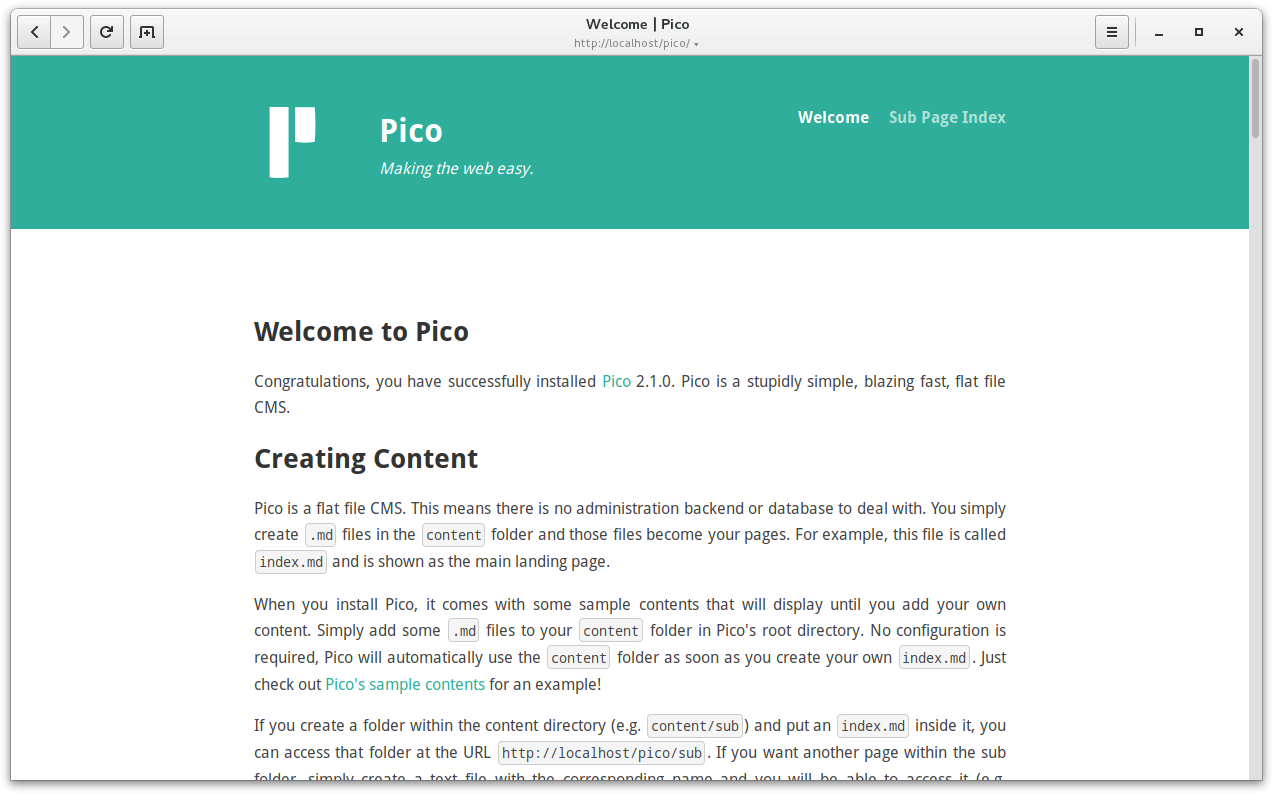 Welcome | Pico
http://localhost/pico/
Pico
Making the web easy.
Welcome Sub Page Index
Welcome to Pico
Congratulations, you have successfully installed Pico 2.1.0. Pico is a stupidly simple, blazing fast, flat file
CMS.
Creating Content
Pico is a flat file CMS. This means there is no administration backend or database to deal with. You simply
create .md files in the content folder and those files become your pages. For example, this file is called
index.md and is shown as the main landing page.
When you install Pico, it comes with some sample contents that will display until you add your own
content. Simply add some .md files to your content folder in Pico's root directory. No configuration is
required, Pico will automatically use the content folder as soon as you create your own index.md. Just
check out Pico's sample contents for an example!
If you create a folder within the content directory (e.g. content/sub) and put an index.md inside it, you
can access that folder at the URL http://localhost/pico/sub. If you want another page within the sub
folder, simply create a text file with the corresponding name and you will be able to access it (e.g.